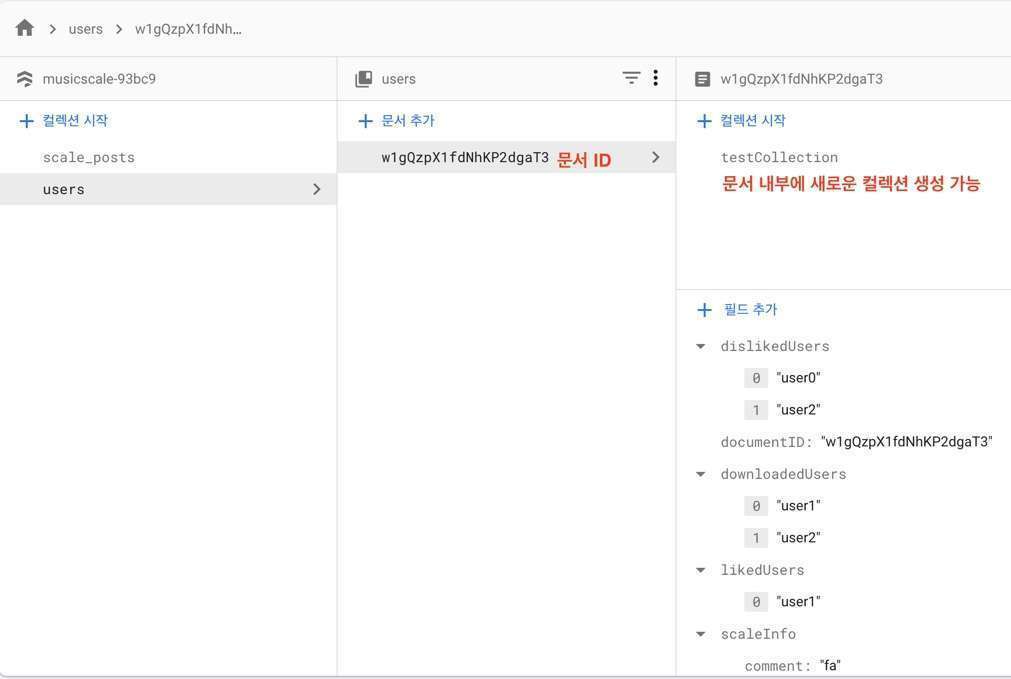 users w1gQzpX1fdNh...
musicscale-93bc9
컬렉션 시작
scale_posts
users
users
문서 추가
w1gQzpX1fdNhKP2dgaT3 문서 ID
w1gQzpX1fdNhKP2dgaT3
컬렉션 시작
testCollection
문서 내부에 새로운 컬렉션 생성 가능
필드 추가
dislikedUsers
0 "user0"
1 "user2"
documentID: "w1gQzpX1fdNhKP2dgaT3"
downloadedUsers
0 "user1"
1 "user2"
likedUsers
0 "user1"
scaleInfo
comment: "fa"